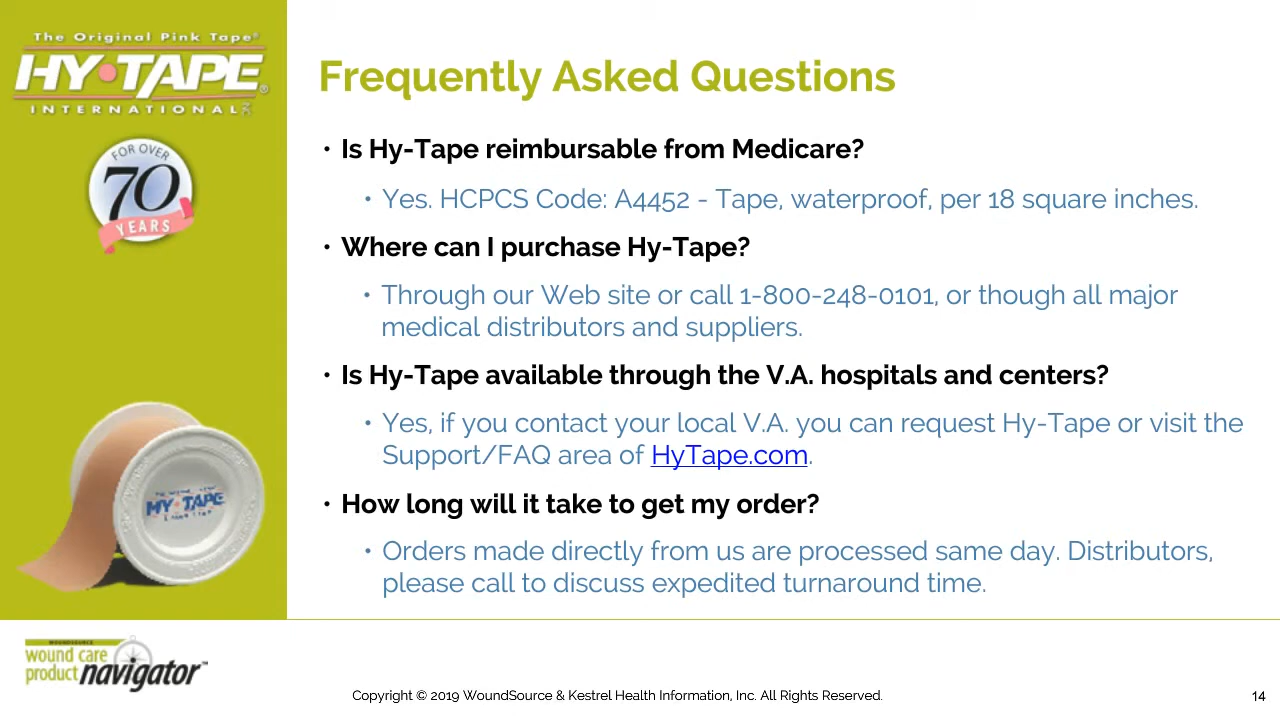 The Original Pink Tape®
HY•TAPE®
INTERNATIONAL
FOR OVER
70
YEARS
HY•TAPE
Frequently Asked Questions
• Is Hy-Tape reimbursable from Medicare?
• Yes. HCPCS Code: A4452 - Tape, waterproof, per 18 square inches.
• Where can I purchase Hy-Tape?
• Through our Web site or call 1-800-248-0101, or though all major
medical distributors and suppliers.
• Is Hy-Tape available through the V.A. hospitals and centers?
• Yes, if you contact your local V.A. you can request Hy-Tape or visit the
Support/FAQ area of HyTape.com.
• How long will it take to get my order?
• Orders made directly from us are processed same day. Distributors,
please call to discuss expedited turnaround time.
WOUNDSOURCE
wound care
product navigator™
Copyright © 2019 WoundSource & Kestrel Health Information, Inc. All Rights Reserved.
14